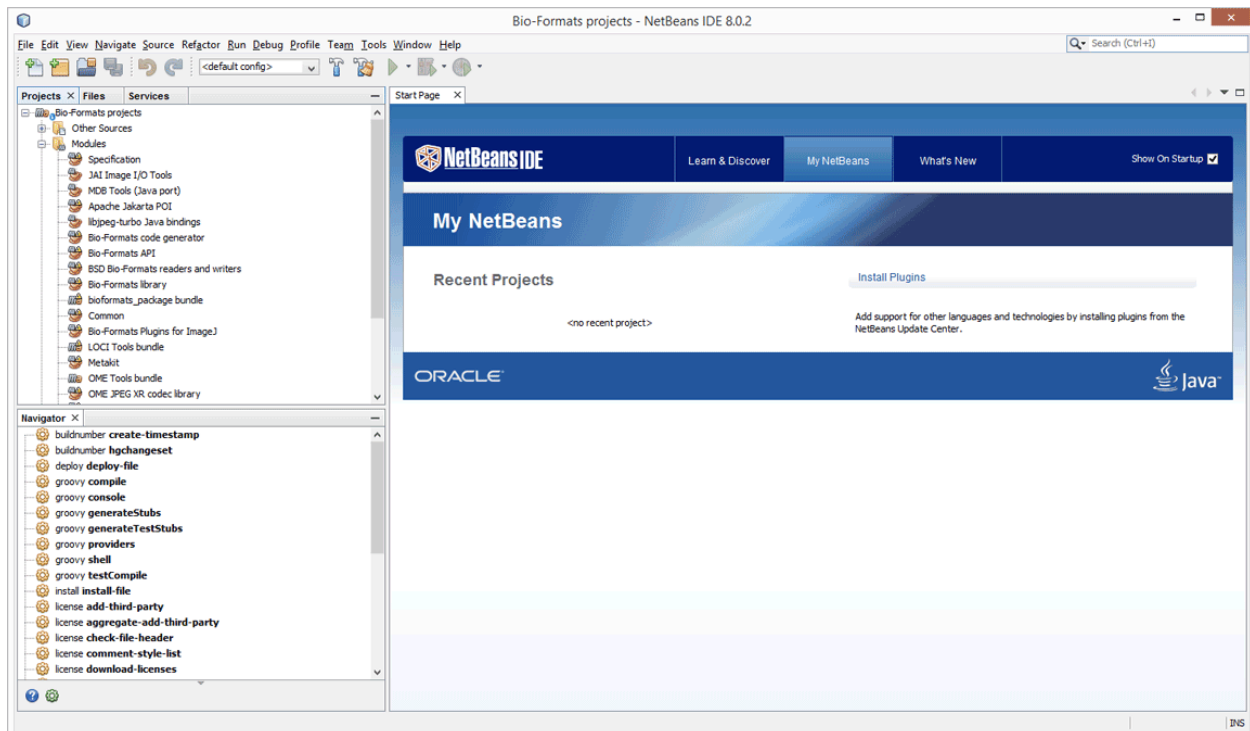 Bio-Formats projects - NetBeans IDE 8.0.2
File Edit View Navigate Source Refactor Run Debug Profile Team Tools Window Help
Search (Ctrl+I)
<default config>
Projects Files Services
Bio-Formats projects
Other Sources
Modules
Specification
JAI Image I/O Tools
MDB Tools (Java port)
Apache Jakarta POI
libjpeg-turbo Java bindings
Bio-Formats code generator
Bio-Formats API
BSD Bio-Formats readers and writers
Bio-Formats library
bioformats_package bundle
Common
Bio-Formats Plugins for ImageJ
LOCI Tools bundle
Metakit
OME Tools bundle
OME JPEG XR codec library
Navigator
buildnumber create-timestamp
buildnumber hgchangeset
deploy deploy-file
groovy compile
groovy console
groovy generateStubs
groovy generateTestStubs
groovy providers
groovy shell
groovy testCompile
install install-file
license add-third-party
license aggregate-add-third-party
license check-file-header
license comment-style-list
license download-licenses
Start Page
NetBeans IDE
Learn & Discover
My NetBeans
What's New
Show On Startup
My NetBeans
Recent Projects
<no recent project>
Install Plugins
Add support for other languages and technologies by installing plugins from the
NetBeans Update Center.
ORACLE
Java
INS